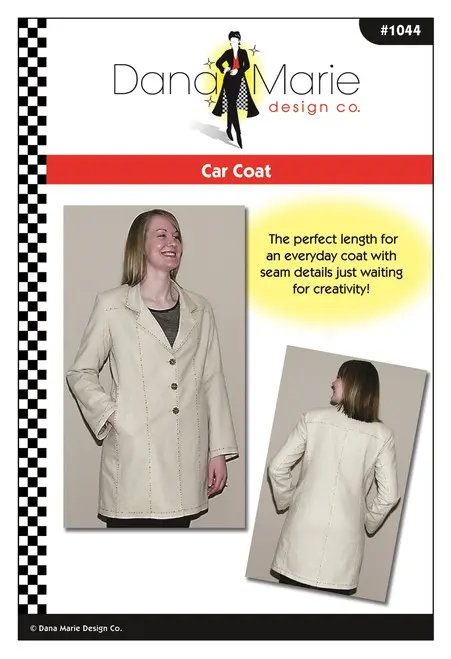 #1044
Dana Marie
design co.
Car Coat
The perfect length for
an everyday coat with
seam details just waiting
for creativity!
© Dana Marie Design Co.